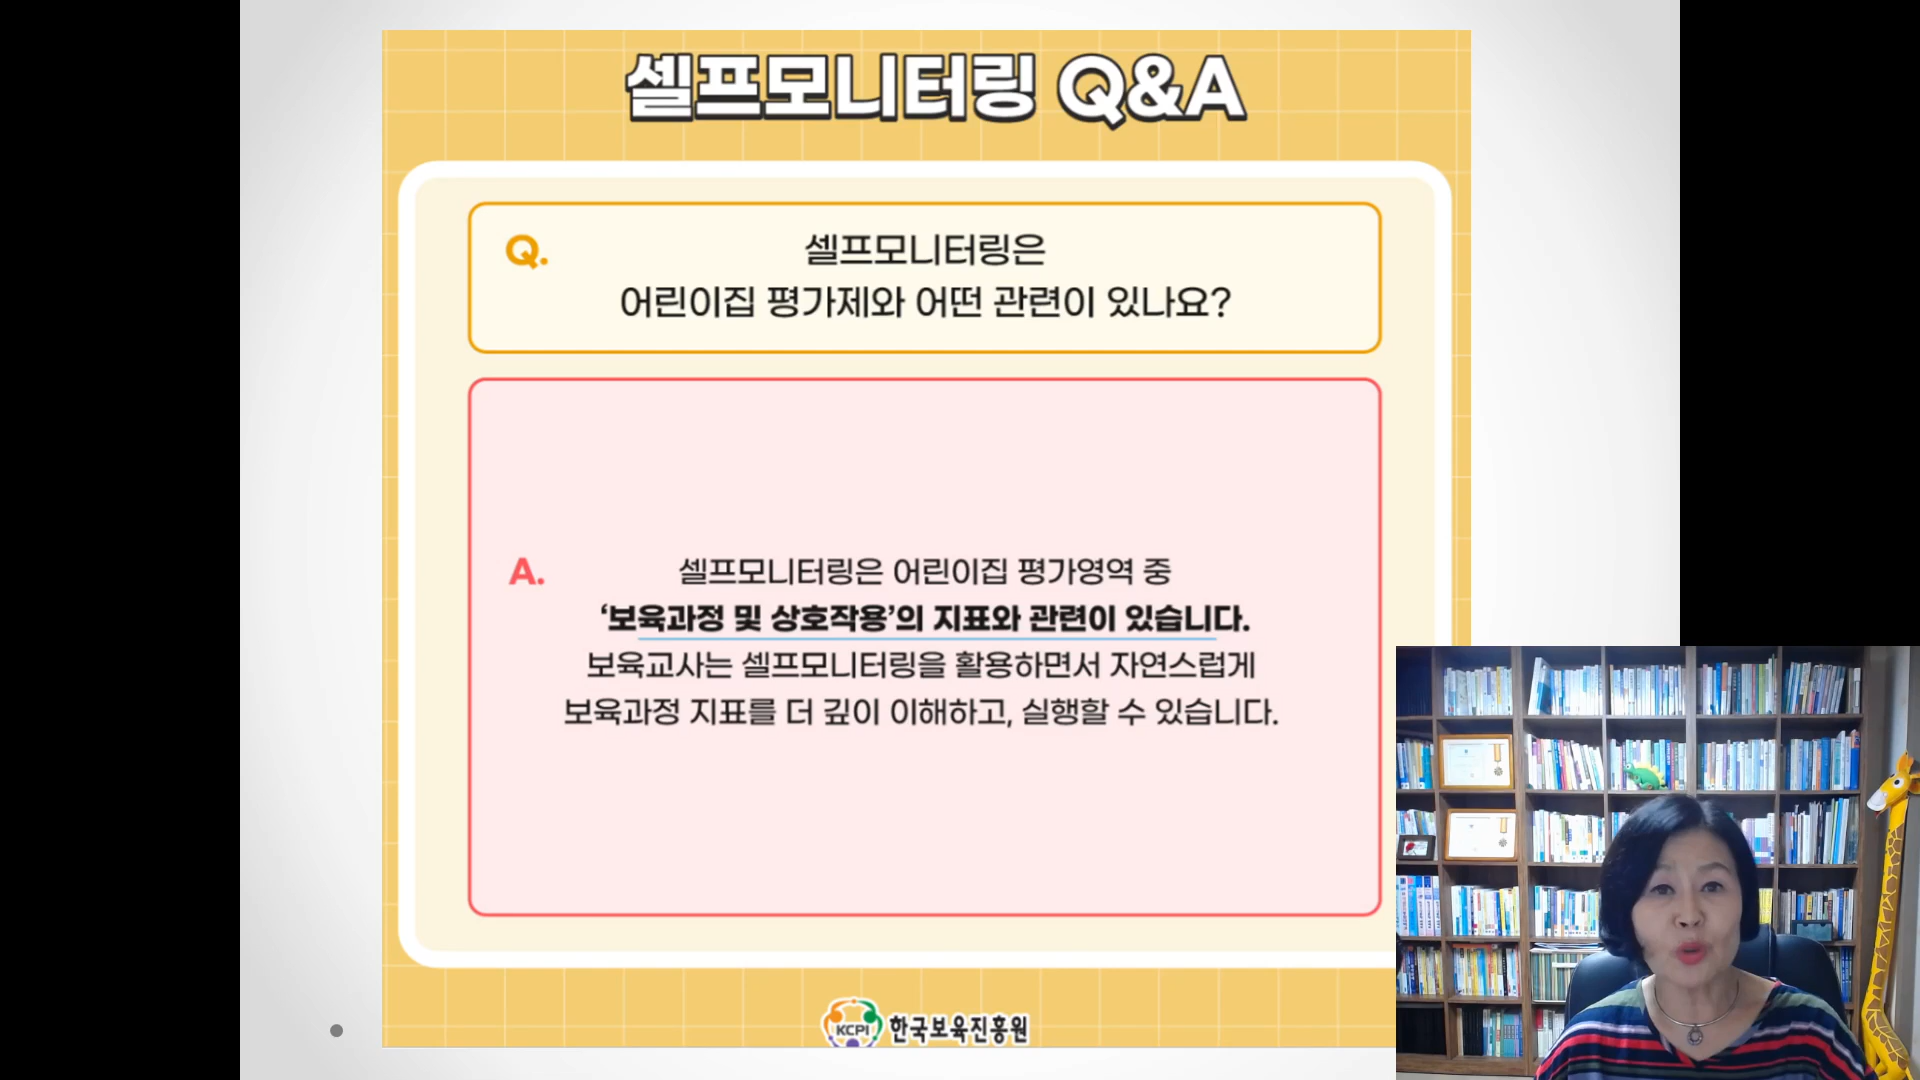 셀프모니터링 Q&A
Q.
셀프모니터링은
어린이집 평가제와 어떤 관련이 있나요?
A.
셀프모니터링은 어린이집 평가영역 중
‘보육과정 및 상호작용’의 지표와 관련이 있습니다.
보육교사는 셀프모니터링을 활용하면서 자연스럽게
보육과정 지표를 더 깊이 이해하고, 실행할 수 있습니다.
KCPI 한국보육진흥원